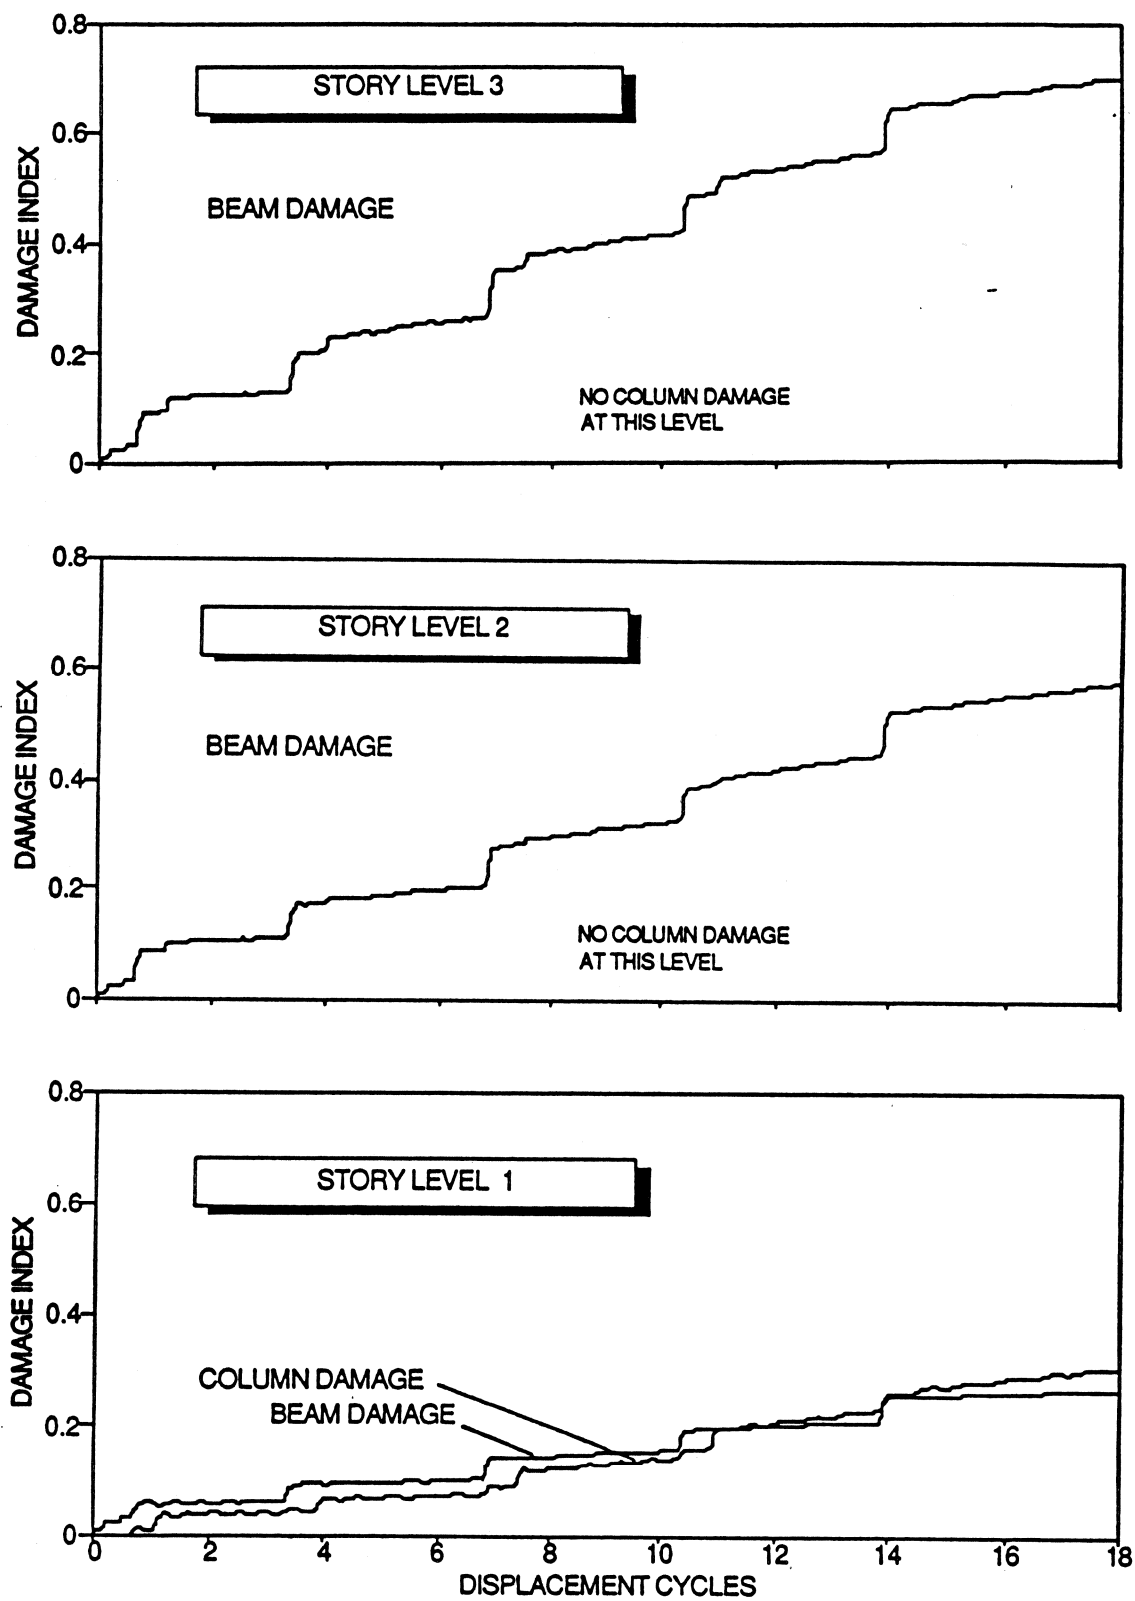 0.8
STORY LEVEL 3
0.6
BEAM DAMAGE
0.4
DAMAGE INDEX
0.2
NO COLUMN DAMAGE
AT THIS LEVEL
0
0.8
STORY LEVEL 2
0.6
BEAM DAMAGE
0.4
DAMAGE INDEX
0.2
NO COLUMN DAMAGE
AT THIS LEVEL
0
0.8
STORY LEVEL 1
0.6
DAMAGE INDEX
0.4
COLUMN DAMAGE
BEAM DAMAGE
0.2
0
0 2 4 6 8 10 12 14 16 18
DISPLACEMENT CYCLES